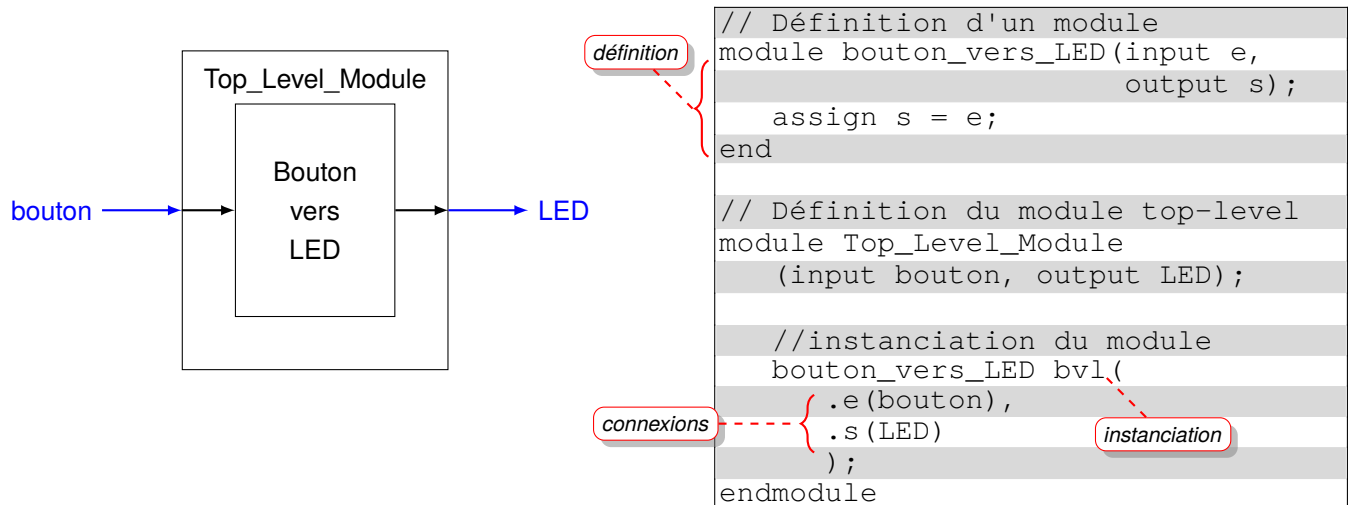 Top_Level_Module
Bouton
vers
LED
bouton
LED
définition
connexions
instanciation
// Définition d'un module
module bouton_vers_LED(input e,
output s);
assign s = e;
end
// Définition du module top-level
module Top_Level_Module
(input bouton, output LED);
//instanciation du module
bouton_vers_LED bvl(
.e(bouton),
.s(LED)
);
endmodule